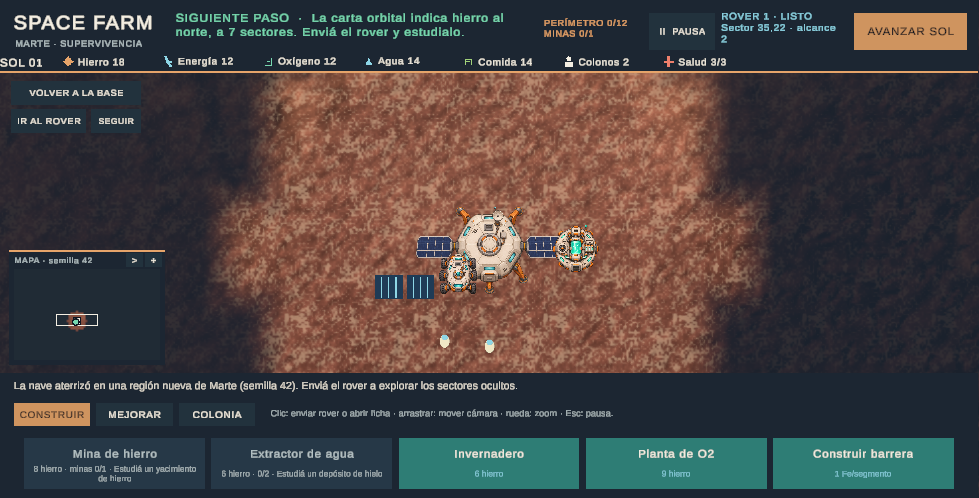 SPACE FARM
MARTE · SUPERVIVENCIA
SIGUIENTE PASO · La carta orbital indica hierro al
norte, a 7 sectores. Enviá el rover y estudialo.
PERÍMETRO 0/12
MINAS 0/1
II PAUSA
ROVER 1 · LISTO
Sector 35,22 · alcance
2
AVANZAR SOL
SOL 01
Hierro 18
Energía 12
Oxígeno 12
Agua 14
Comida 14
Colonos 2
Salud 3/3
VOLVER A LA BASE
IR AL ROVER
SEGUIR
MAPA · semilla 42
>
+
La nave aterrizó en una región nueva de Marte (semilla 42). Enviá el rover a explorar los sectores ocultos.
CONSTRUIR
MEJORAR
COLONIA
Clic: enviar rover o abrir ficha · arrastrar: mover cámara · rueda: zoom · Esc: pausa.
Mina de hierro
8 hierro · minas 0/1 · Estudiá un yacimiento
de hierro
Extractor de agua
6 hierro · 0/2 · Estudiá un depósito de hielo
Invernadero
6 hierro
Planta de O2
9 hierro
Construir barrera
1 Fe/segmento